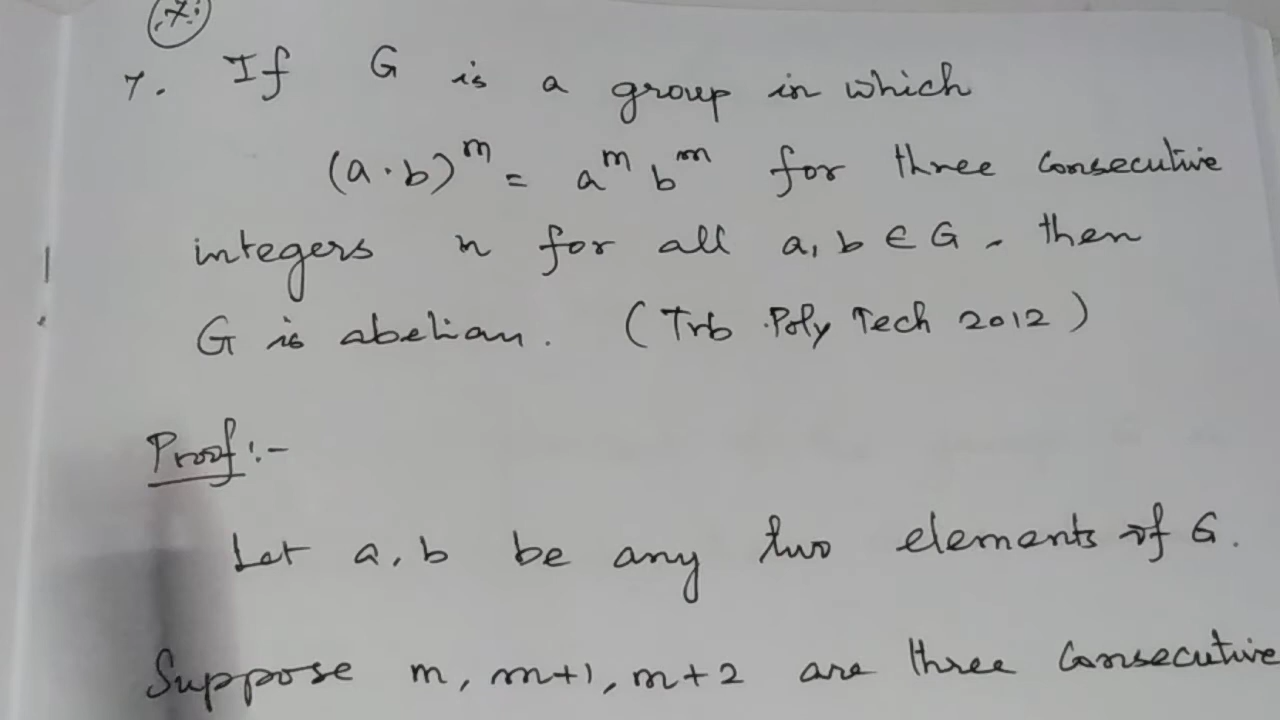 7.
7. If G is a group in which
(a·b)^m = a^m b^m for three consecutive
integers n for all a, b ∈ G, then
G is abelian. (Trb Poly Tech 2012)
Proof:-
Let a, b be any two elements of G.
Suppose m, m+1, m+2 are three consecutive